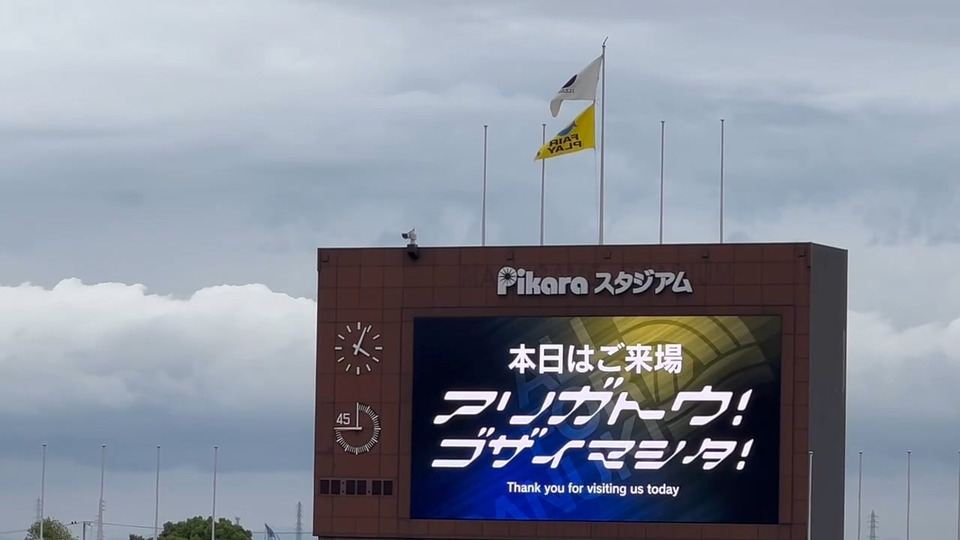 FAIR
PLAY
Pikara スタジアム
本日はご来場
アリガトウ!
ゴザイマシタ!
Thank you for visiting us today
45